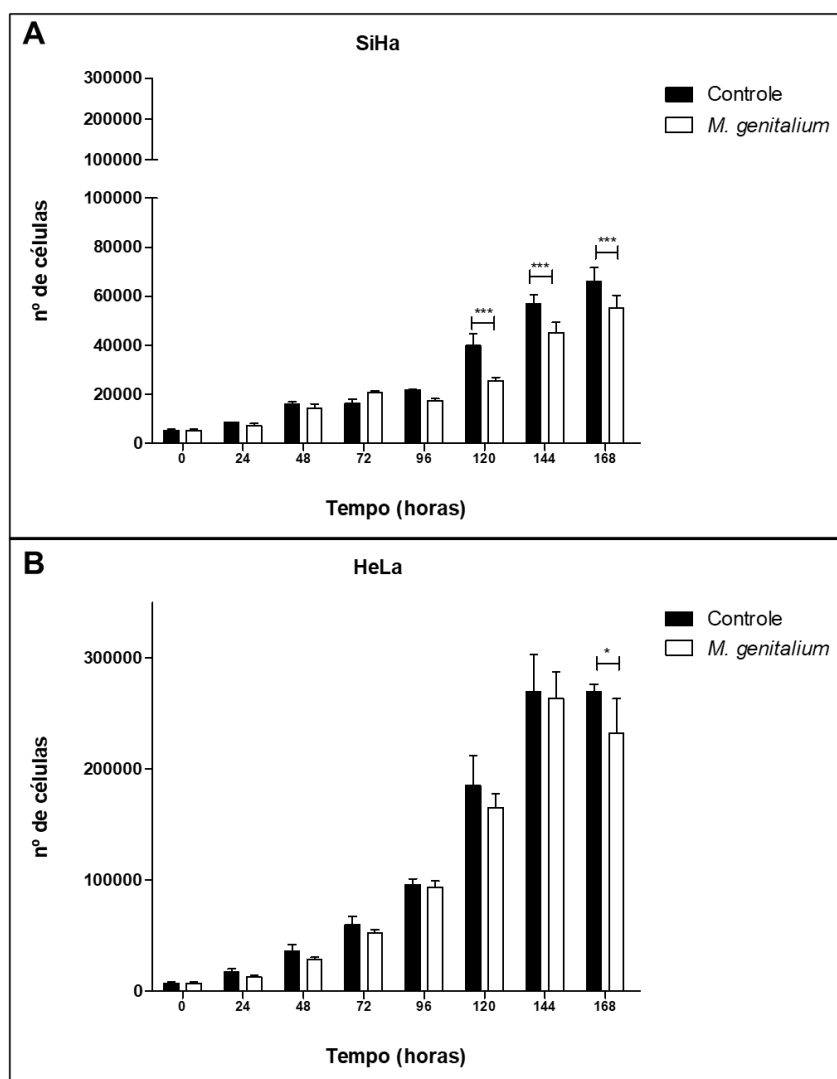 A
SiHa
300000
200000
100000
100000
80000
60000
40000
20000
0
nº de células
***
***
***
0 24 48 72 96 120 144 168
Tempo (horas)
Controle
M. genitalium
B
HeLa
300000
200000
100000
0
nº de células
*
0 24 48 72 96 120 144 168
Tempo (horas)
Controle
M. genitalium